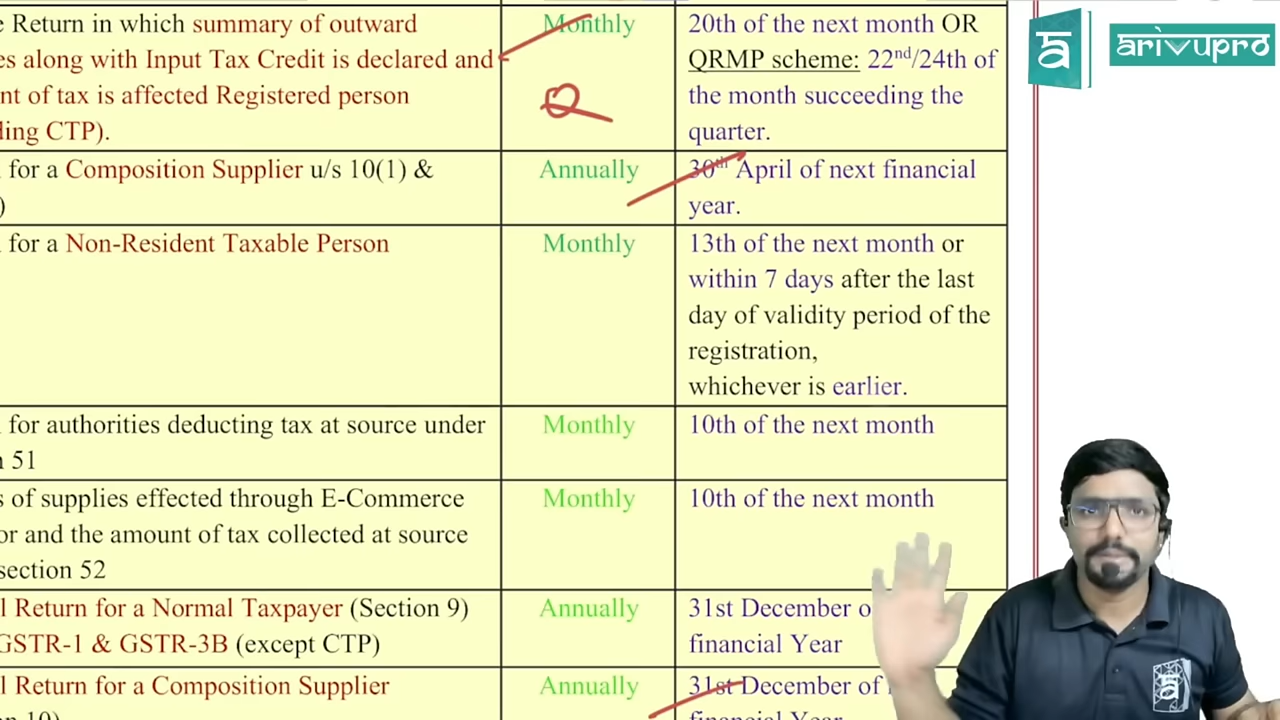 e Return in which summary of outward
es along with Input Tax Credit is declared and
nt of tax is affected Registered person
ding CTP).
Monthly
Q
20th of the next month OR
QRMP scheme: 22nd/24th of
the month succeeding the
quarter.
for a Composition Supplier u/s 10(1) &
)
Annually
30th April of next financial
year.
for a Non-Resident Taxable Person
Monthly
13th of the next month or
within 7 days after the last
day of validity period of the
registration,
whichever is earlier.
for authorities deducting tax at source under
n 51
Monthly
10th of the next month
s of supplies effected through E-Commerce
or and the amount of tax collected at source
section 52
Monthly
10th of the next month
l Return for a Normal Taxpayer (Section 9)
GSTR-1 & GSTR-3B (except CTP)
Annually
31st December o
financial Year
l Return for a Composition Supplier
on 10)
Annually
31st December of
financial Year
arivupro